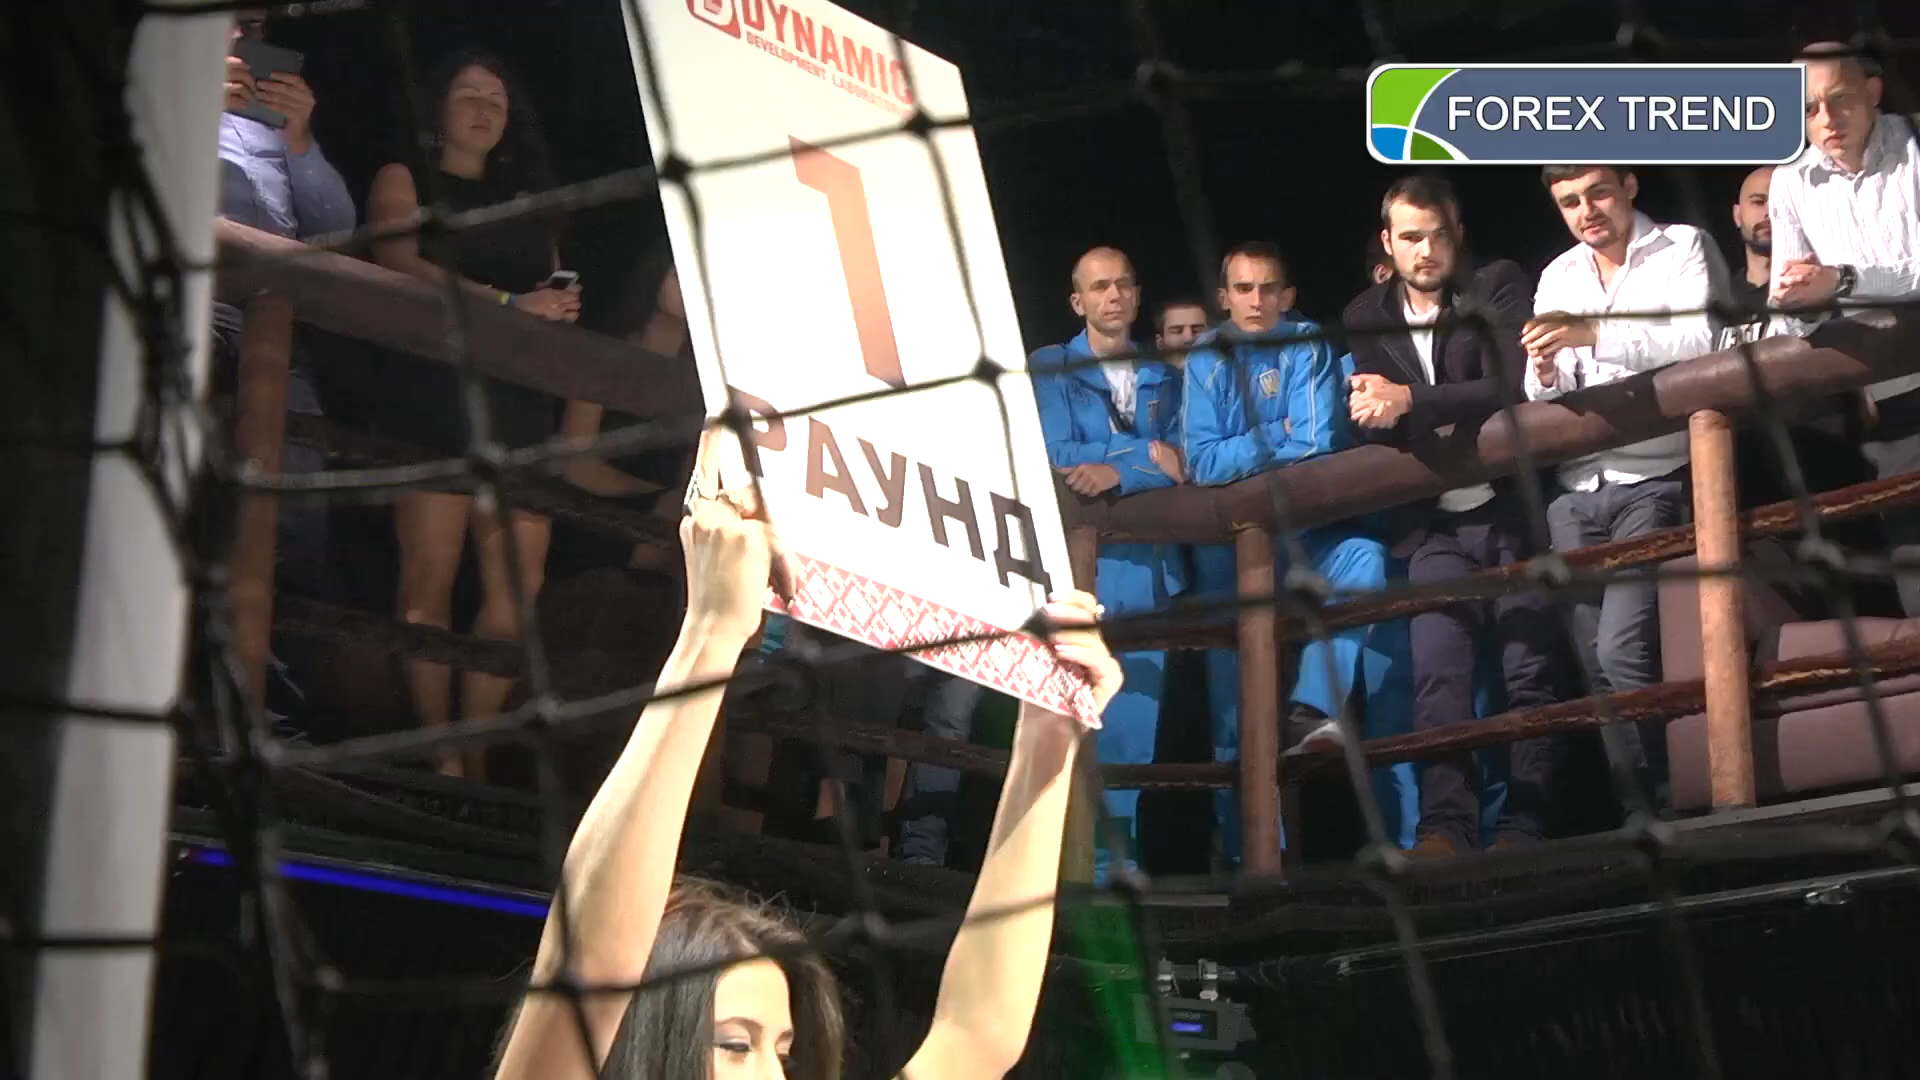 DYNAMIC
DEVELOPMENT LABORATORY
FOREX TREND
1
РАУНД